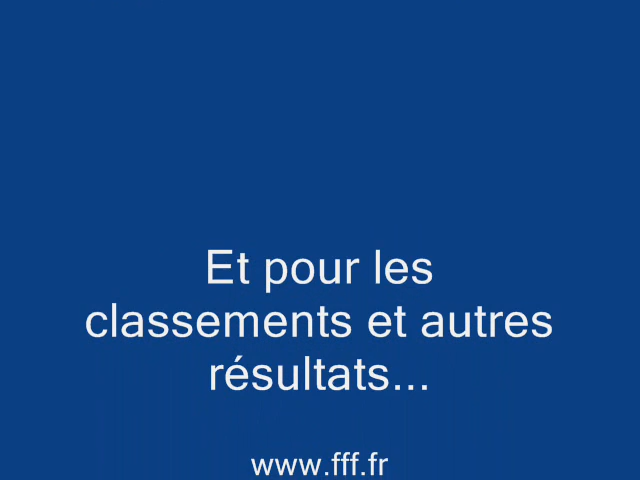 Et pour les
classements et autres
résultats...
www.fff.fr